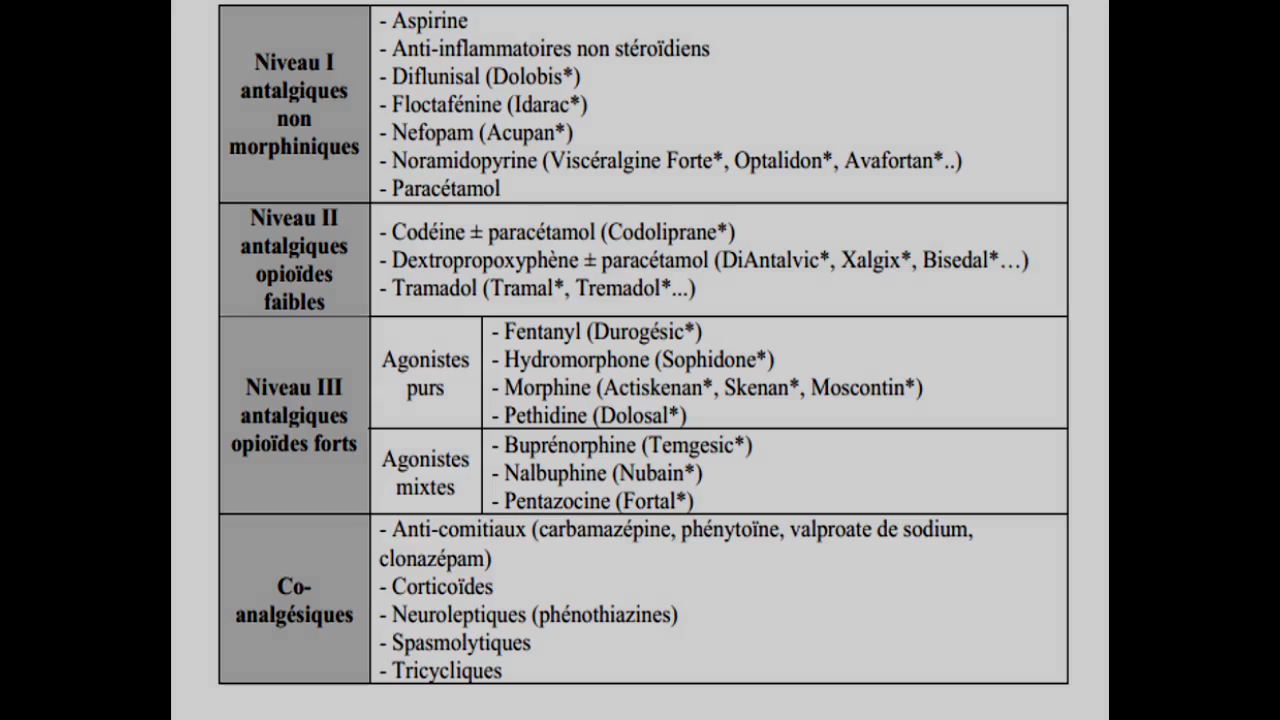 Niveau I
antalgiques
non
morphiniques
- Aspirine
- Anti-inflammatoires non stéroïdiens
- Diflunisal (Dolobis*)
- Floctafénine (Idarac*)
- Nefopam (Acupan*)
- Noramidopyrine (Viscéralgine Forte*, Optalidon*, Avafortan*..)
- Paracétamol
Niveau II
antalgiques
opioïdes
faibles
- Codéine ± paracétamol (Codoliprane*)
- Dextropropoxyphène ± paracétamol (DiAntalvic*, Xalgix*, Bisedal*…)
- Tramadol (Tramal*, Tremadol*...)
Niveau III
antalgiques
opioïdes forts
Agonistes
purs
- Fentanyl (Durogésic*)
- Hydromorphone (Sophidone*)
- Morphine (Actiskenan*, Skenan*, Moscontin*)
- Pethidine (Dolosal*)
Agonistes
mixtes
- Buprénorphine (Temgesic*)
- Nalbuphine (Nubain*)
- Pentazocine (Fortal*)
Co-
analgésiques
- Anti-comitiaux (carbamazépine, phénytoïne, valproate de sodium,
clonazépam)
- Corticoïdes
- Neuroleptiques (phénothiazines)
- Spasmolytiques
- Tricycliques